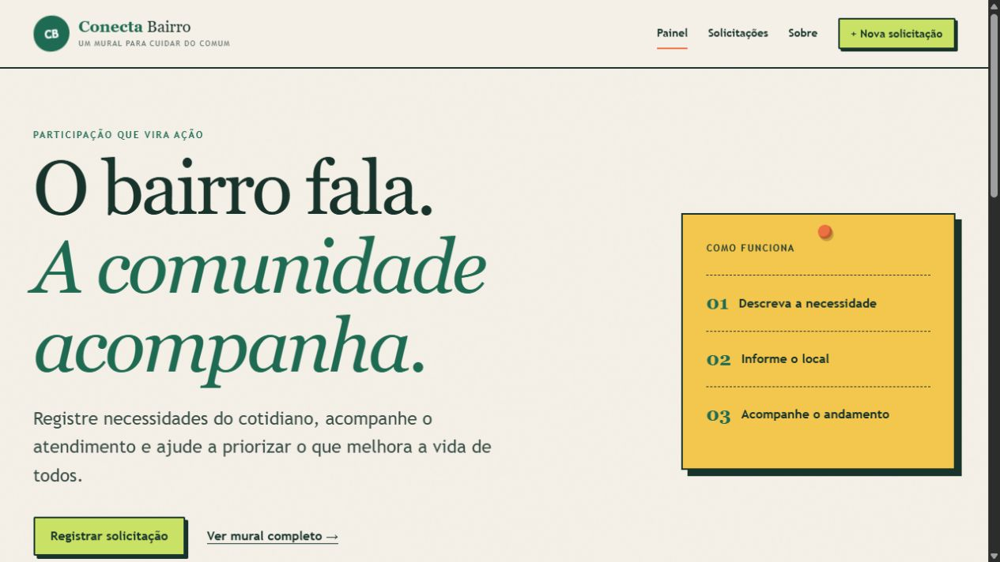 CB
Conecta Bairro
UM MURAL PARA CUIDAR DO COMUM
Painel
Solicitações
Sobre
+ Nova solicitação
PARTICIPAÇÃO QUE VIRA AÇÃO
O bairro fala.
A comunidade
acompanha.
Registre necessidades do cotidiano, acompanhe o
atendimento e ajude a priorizar o que melhora a vida de
todos.
Registrar solicitação
Ver mural completo →
COMO FUNCIONA
01 Descreva a necessidade
02 Informe o local
03 Acompanhe o andamento